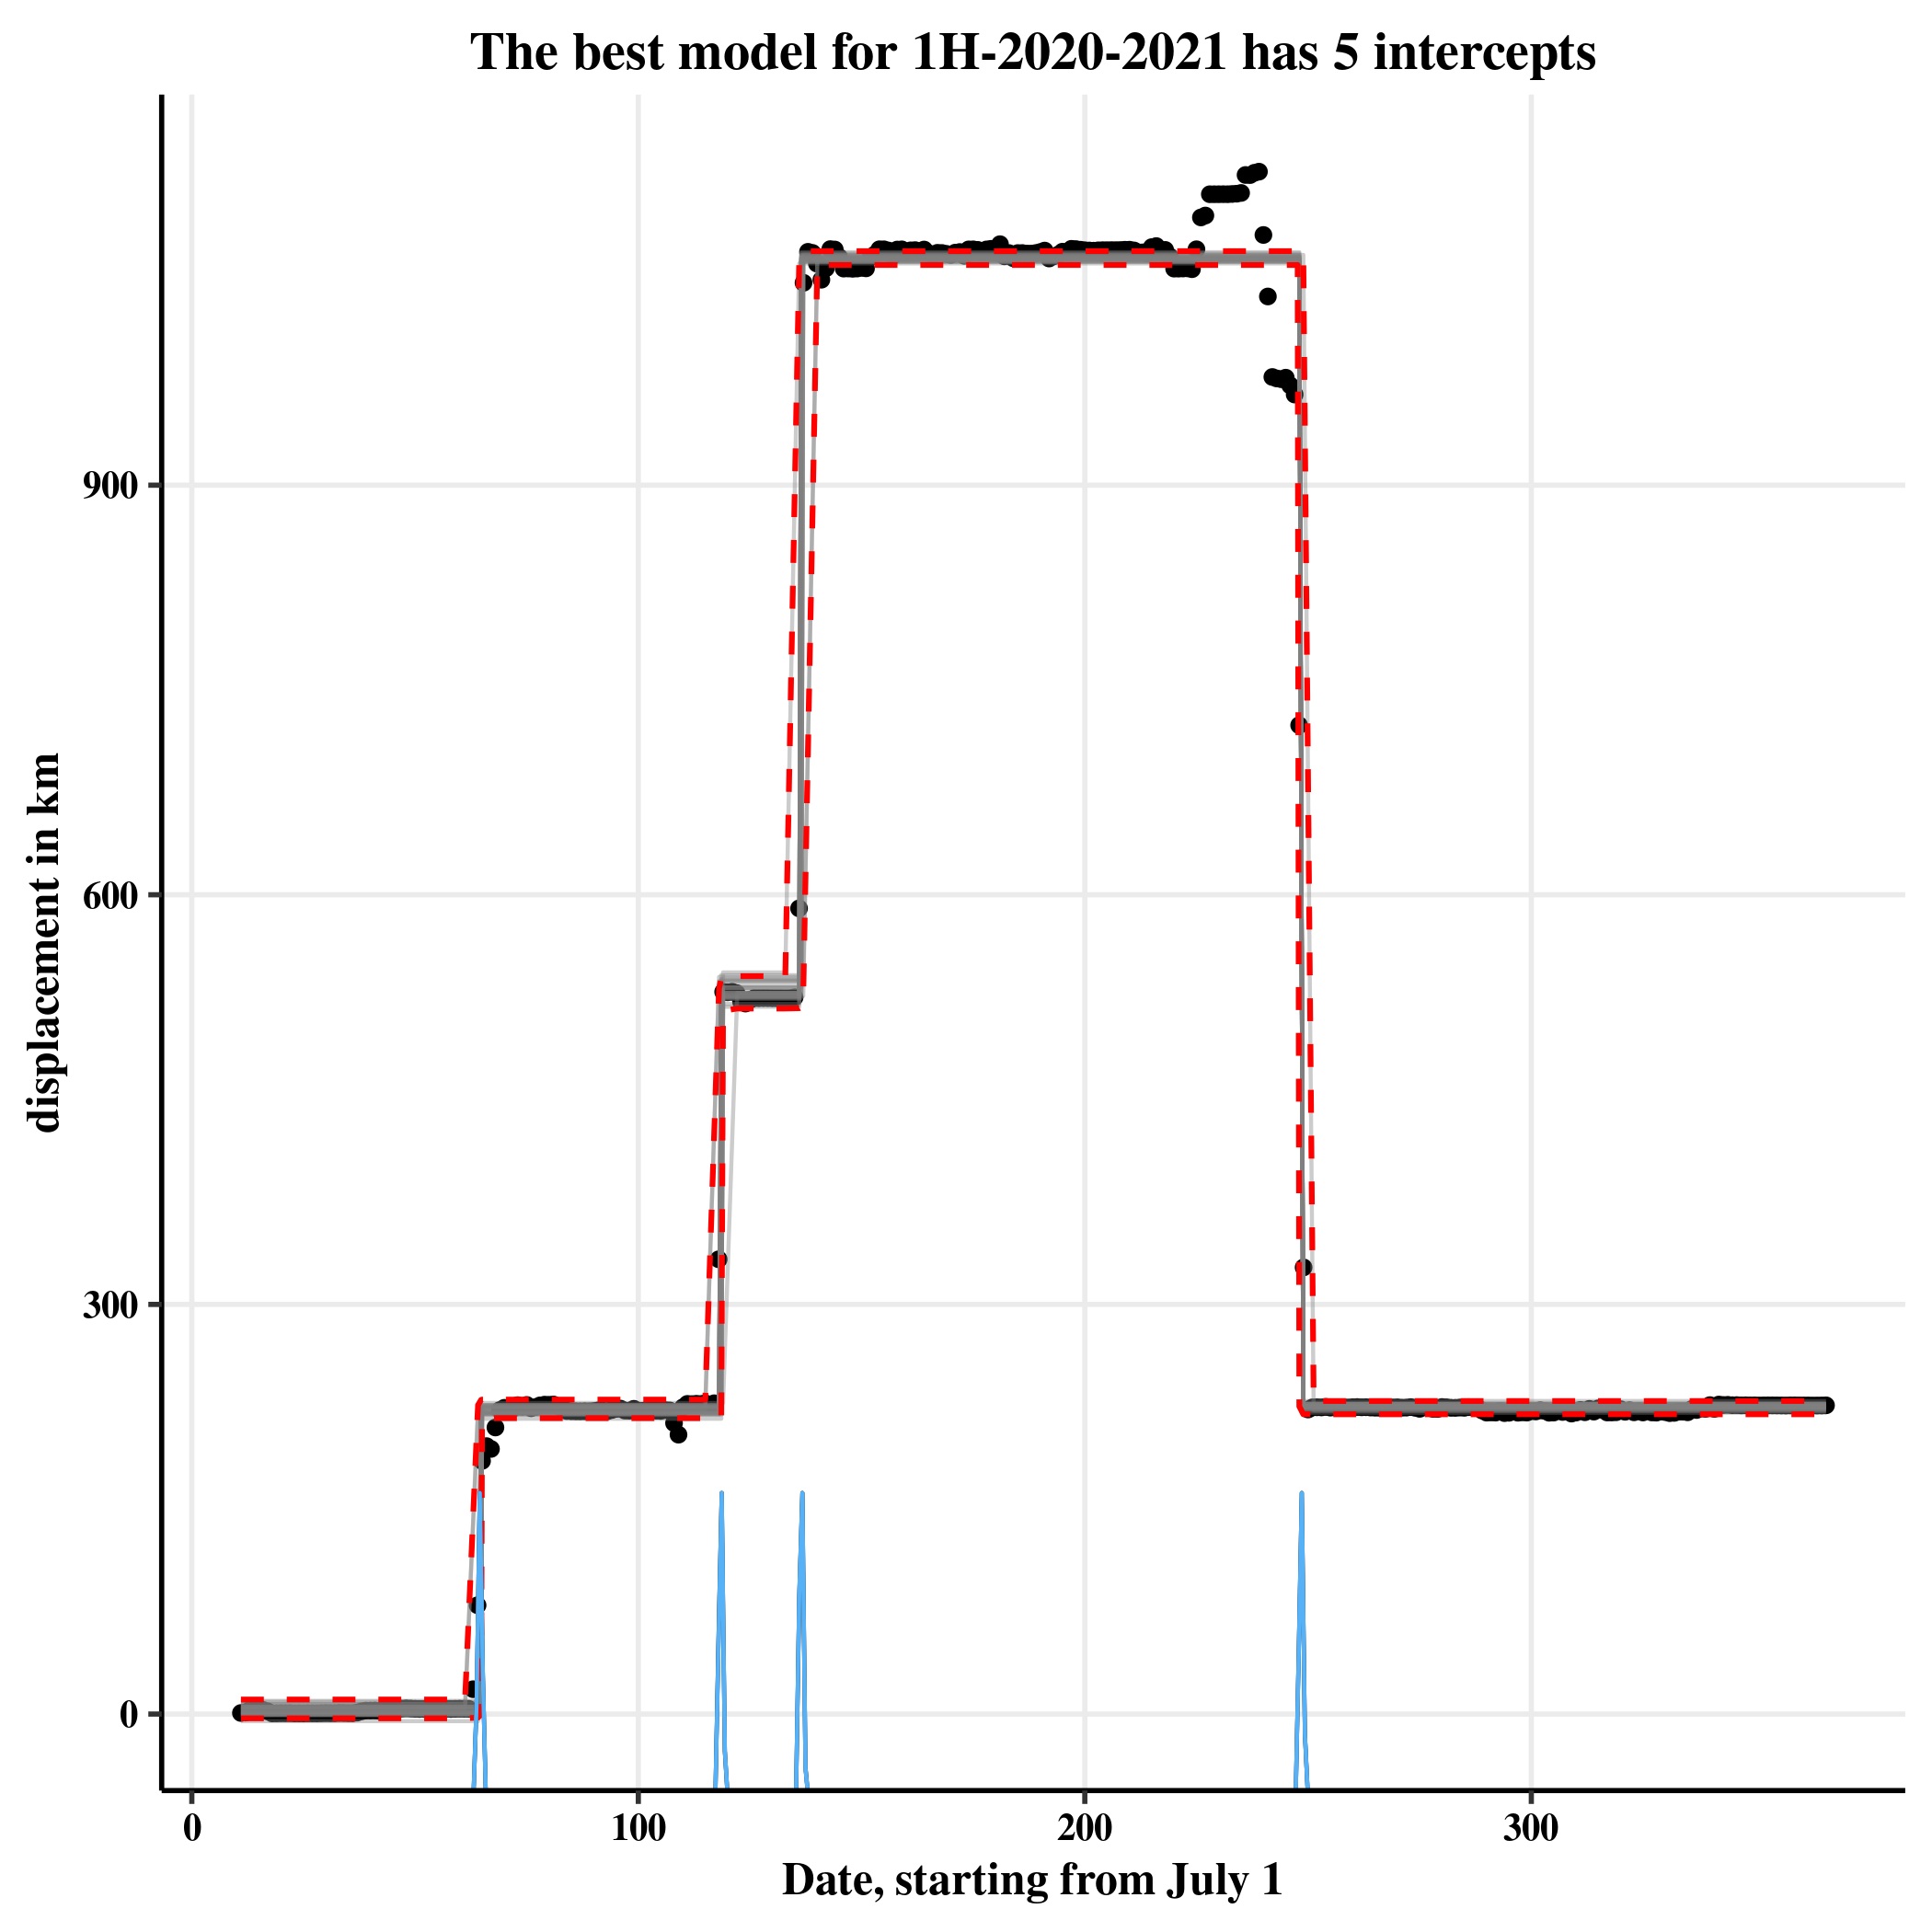 The best model for 1H-2020-2021 has 5 intercepts
displacement in km
900
600
300
0
0
100
200
300
Date, starting from July 1